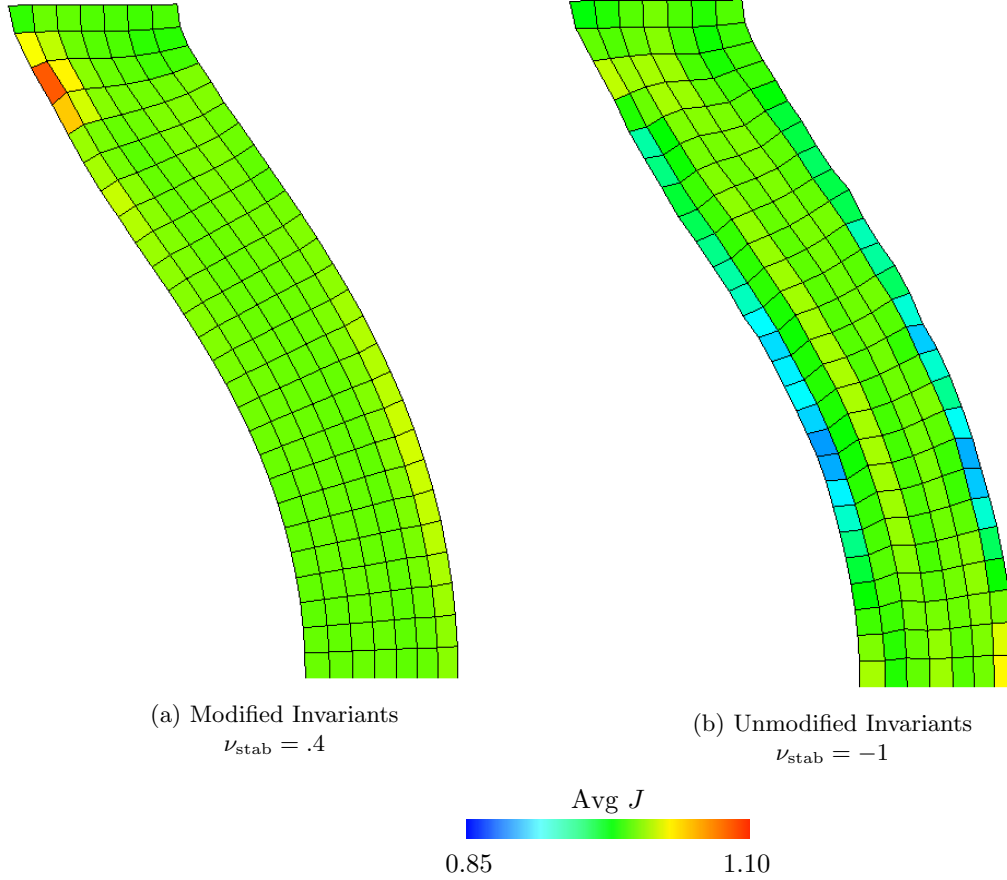 (a) Modified Invariants
ν_stab = .4
(b) Unmodified Invariants
ν_stab = −1
Avg J
0.85 1.10